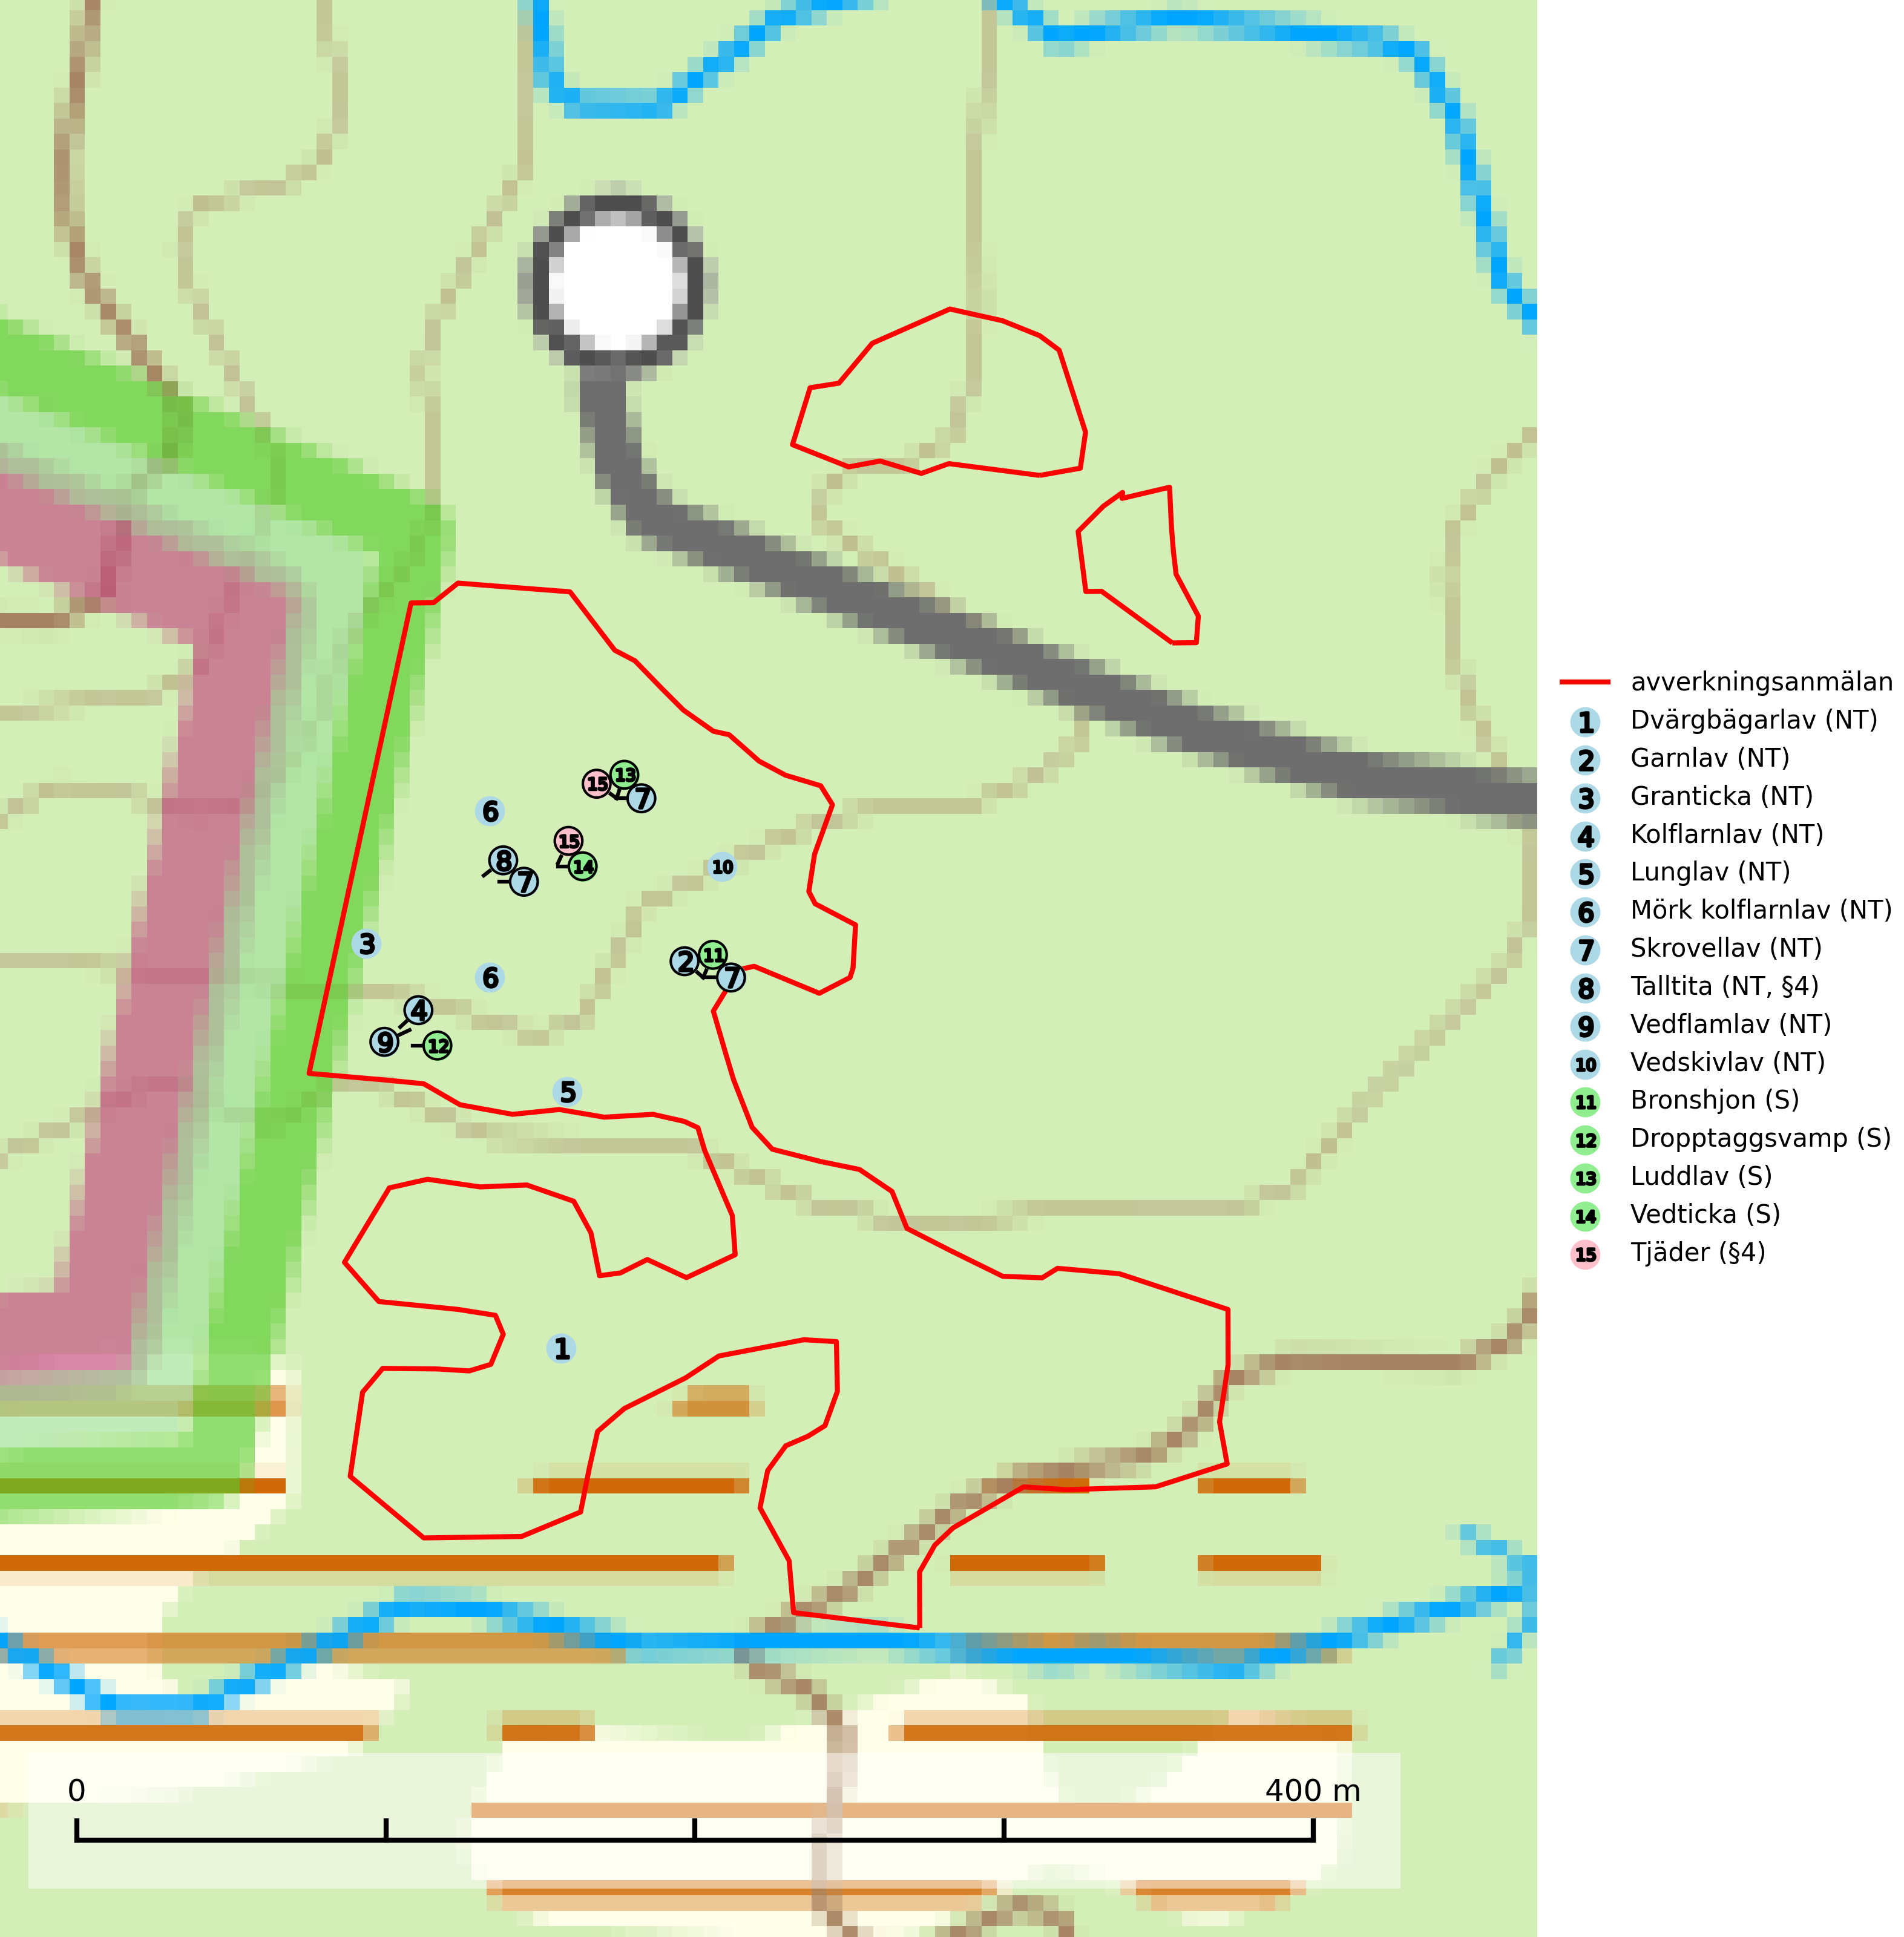 15
13
7
6
15
8
14
10
7
3
2
11
7
6
4
9
12
5
1
0
400 m
avverkningsanmälan
1 Dvärgbägarlav (NT)
2 Garnlav (NT)
3 Granticka (NT)
4 Kolflarnlav (NT)
5 Lunglav (NT)
6 Mörk kolflarnlav (NT)
7 Skrovellav (NT)
8 Talltita (NT, §4)
9 Vedflamlav (NT)
10 Vedskivlav (NT)
11 Bronshjon (S)
12 Dropptaggsvamp (S)
13 Luddlav (S)
14 Vedticka (S)
15 Tjäder (§4)